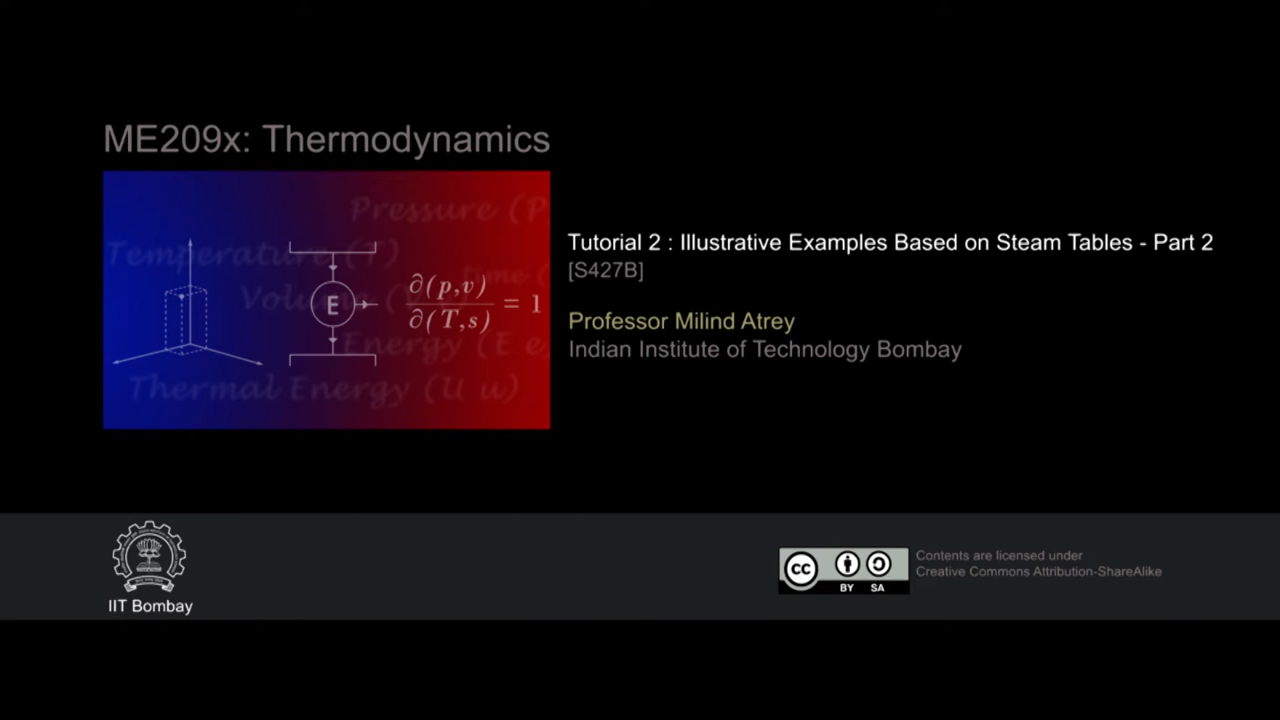 ME209x: Thermodynamics
Pressure (P
Temperature (T)
time (
Volu
E
∂(p,v)
∂(T,s)
= 1
Energy (E e
Thermal Energy (U u)
Tutorial 2 : Illustrative Examples Based on Steam Tables - Part 2
[S427B]
Professor Milind Atrey
Indian Institute of Technology Bombay
IIT Bombay
cc
BY SA
Contents are licensed under
Creative Commons Attribution-ShareAlike